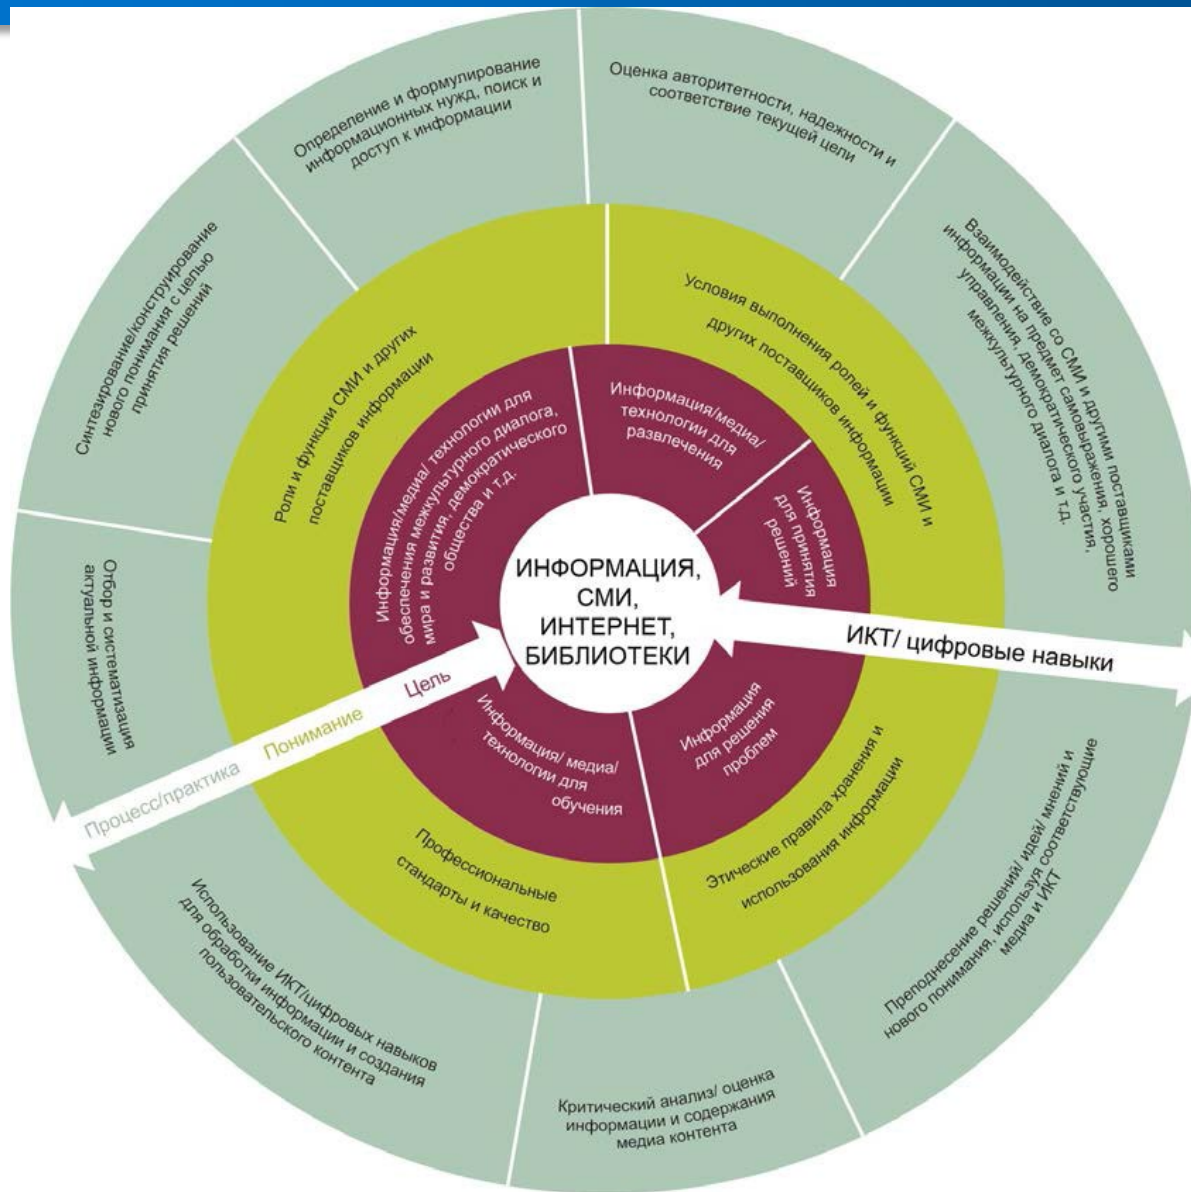 Определение и формулирование
информационных нужд, поиск и
доступ к информации
Оценка авторитетности, надежности и
соответствие текущей цели
Взаимодействие со СМИ и другими поставщиками
информации на предмет самовыражения, хорошего
управления, демократического участия,
межкультурного диалога и т.д.
Синтезирование/конструирование
нового понимания с целью
принятия решений
Отбор и систематизация
актуальной информации
Роли и функции СМИ и других
поставщиков информации
Условия выполнения ролей и функций СМИ и
других поставщиков информации
Информация/медиа/ технологии для
обеспечения межкультурного диалога,
мира и развития, демократического
общества и т.д.
Информация/медиа/
технологии для
развлечения
Информация
для принятия
решений
ИНФОРМАЦИЯ,
СМИ,
ИНТЕРНЕТ,
БИБЛИОТЕКИ
ИКТ/ цифровые навыки
Процесс/практика Понимание Цель
Информация/ медиа/
технологии для
обучения
Информация
для решения
проблем
Профессиональные
стандарты и качество
Этические правила хранения и
использования информации
Использование ИКТ/цифровых навыков
для обработки информации и создания
пользовательского контента
Критический анализ/ оценка
информации и содержания
медиа контента
Преподнесение решений/ идей/ мнений и
нового понимания, используя соответствующие
медиа и ИКТ